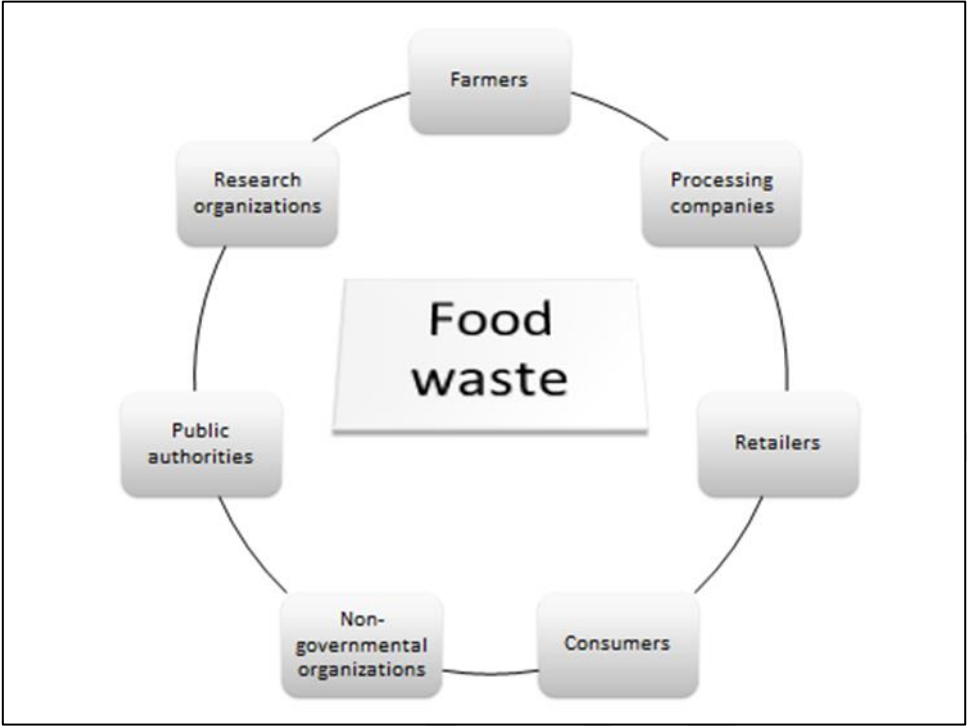 Farmers
Processing
companies
Retailers
Consumers
Non-
governmental
organizations
Public
authorities
Research
organizations
Food
waste